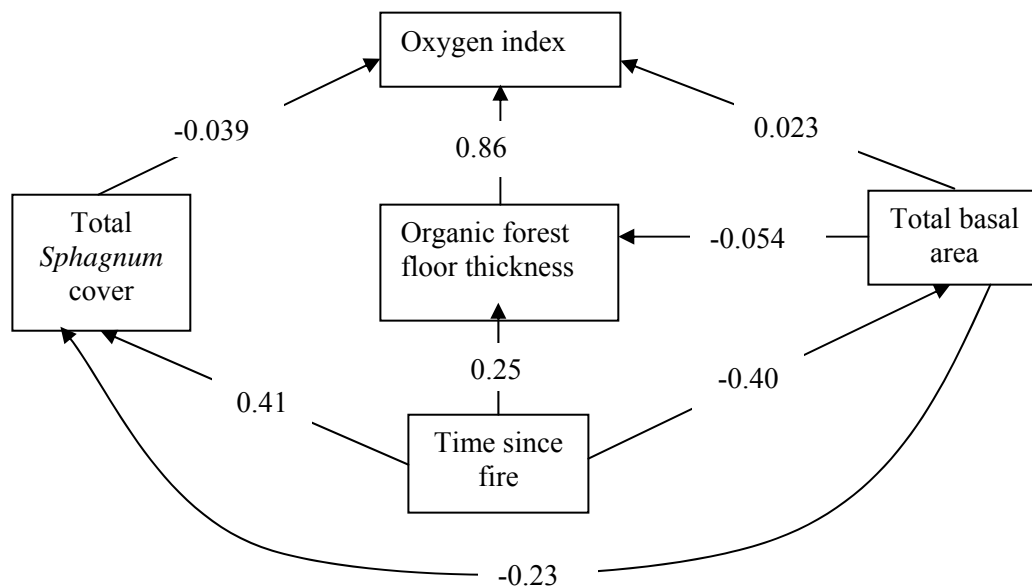 Oxygen index
-0.039
0.023
0.86
Total
Sphagnum
cover
Organic forest
floor thickness
-0.054
Total basal
area
0.25
-0.40
0.41
Time since
fire
-0.23